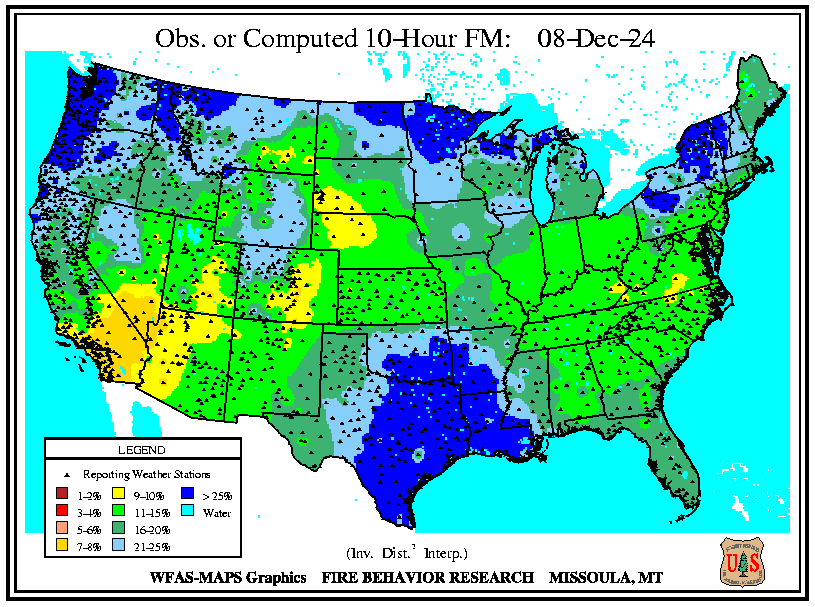 Obs. or Computed 10-Hour FM: 08-Dec-24
LEGEND
Reporting Weather Stations
1-2% 9-10% > 25%
3-4% 11-15% Water
5-6% 16-20%
7-8% 21-25%
(Inv. Dist.² Interp.)
WFAS-MAPS Graphics FIRE BEHAVIOR RESEARCH MISSOULA, MT
U S